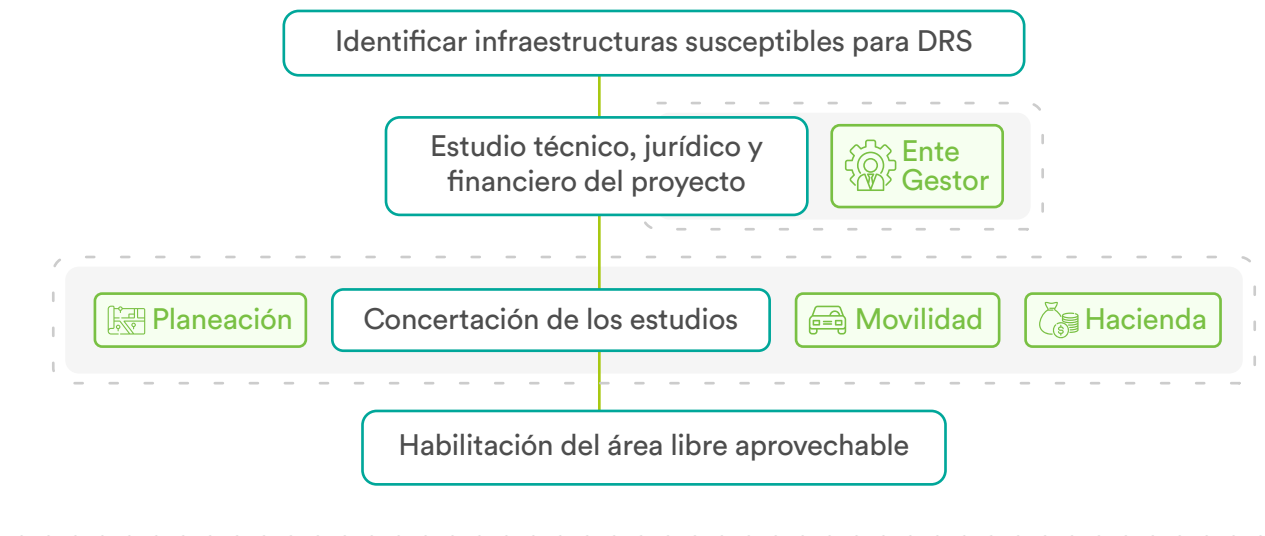 Identificar infraestructuras susceptibles para DRS
Estudio técnico, jurídico y
financiero del proyecto
Ente
Gestor
Planeación
Concertación de los estudios
Movilidad
Hacienda
Habilitación del área libre aprovechable